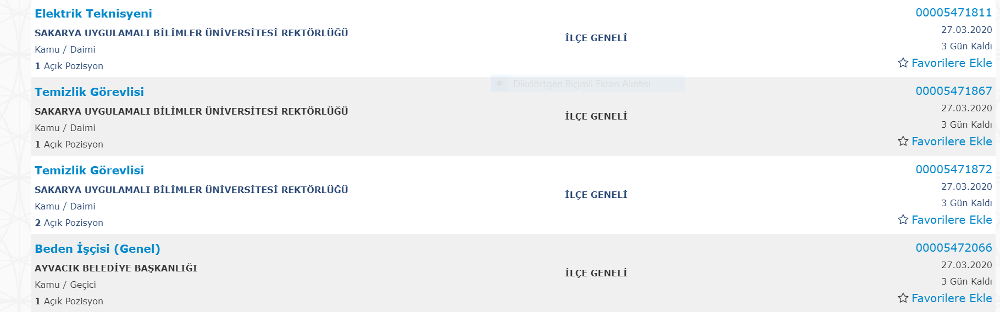 Elektrik Teknisyeni
SAKARYA UYGULAMALI BİLİMLER ÜNİVERSİTESİ REKTÖRLÜĞÜ
Kamu / Daimi
1 Açık Pozisyon
İLÇE GENELİ
00005471811
27.03.2020
3 Gün Kaldı
Favorilere Ekle
Dikdörtgen Biçimli Ekran Alıntısı
Temizlik Görevlisi
SAKARYA UYGULAMALI BİLİMLER ÜNİVERSİTESİ REKTÖRLÜĞÜ
Kamu / Daimi
1 Açık Pozisyon
İLÇE GENELİ
00005471867
27.03.2020
3 Gün Kaldı
Favorilere Ekle
Temizlik Görevlisi
SAKARYA UYGULAMALI BİLİMLER ÜNİVERSİTESİ REKTÖRLÜĞÜ
Kamu / Daimi
2 Açık Pozisyon
İLÇE GENELİ
00005471872
27.03.2020
3 Gün Kaldı
Favorilere Ekle
Beden İşçisi (Genel)
AYVACIK BELEDİYE BAŞKANLIĞI
Kamu / Geçici
1 Açık Pozisyon
İLÇE GENELİ
00005472066
27.03.2020
3 Gün Kaldı
Favorilere Ekle